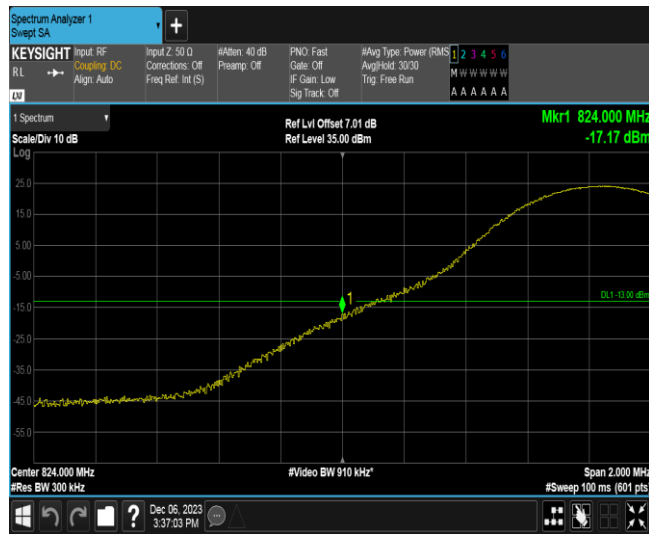 Spectrum Analyzer 1
Swept SA
KEYSIGHT
RL
LXI
Input: RF
Coupling: DC
Align: Auto
Input Z: 50 Ω
Corrections: Off
Freq Ref: Int (S)
#Atten: 40 dB
Preamp: Off
PNO: Fast
Gate: Off
IF Gain: Low
Sig Track: Off
#Avg Type: Power (RMS
Avg|Hold: 30/30
Trig: Free Run
1 2 3 4 5 6
M W W W W W
A A A A A A
1 Spectrum
Scale/Div 10 dB
Log
Ref Lvl Offset 7.01 dB
Ref Level 35.00 dBm
Mkr1 824.000 MHz
-17.17 dBm
25.0
15.0
5.00
-5.00
-15.0
-25.0
-35.0
-45.0
-55.0
1
DL1 -13.00 dBm
Center 824.000 MHz
#Res BW 300 kHz
#Video BW 910 kHz*
Span 2.000 MHz
#Sweep 100 ms (601 pts)
?
Dec 06, 2023
3:37:03 PM